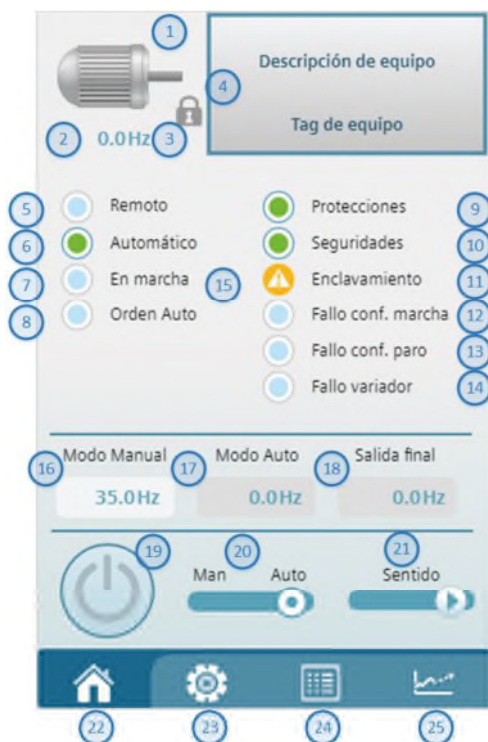 1
Descripción de equipo
4
Tag de equipo
2 0.0Hz 3
5 Remoto Protecciones 9
6 Automático Seguridades 10
7 En marcha 15 Enclavamiento 11
8 Orden Auto Fallo conf. marcha 12
Fallo conf. paro 13
Fallo variador 14
Modo Manual Modo Auto Salida final
16 17 18
35.0Hz 0.0Hz 0.0Hz
19 20 21
Man Auto Sentido
22 23 24 25